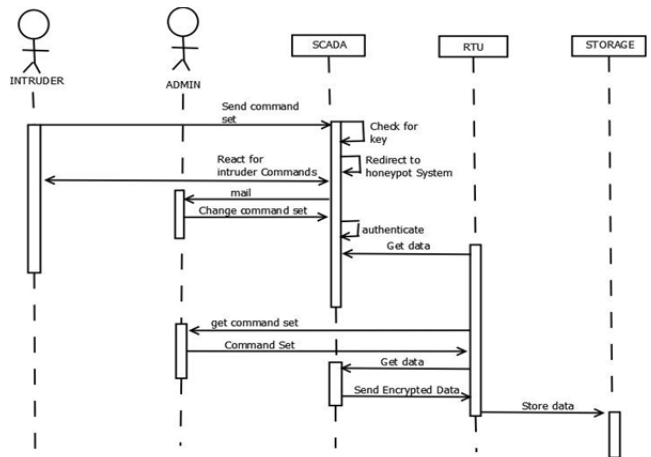 SCADA
RTU
STORAGE
INTRUDER
ADMIN
Send command
set
Check for
key
React for
intruder Commands
Redirect to
honeypot System
mail
Change command set
authenticate
Get data
get command set
Command Set
Get data
Send Encrypted Data
Store data